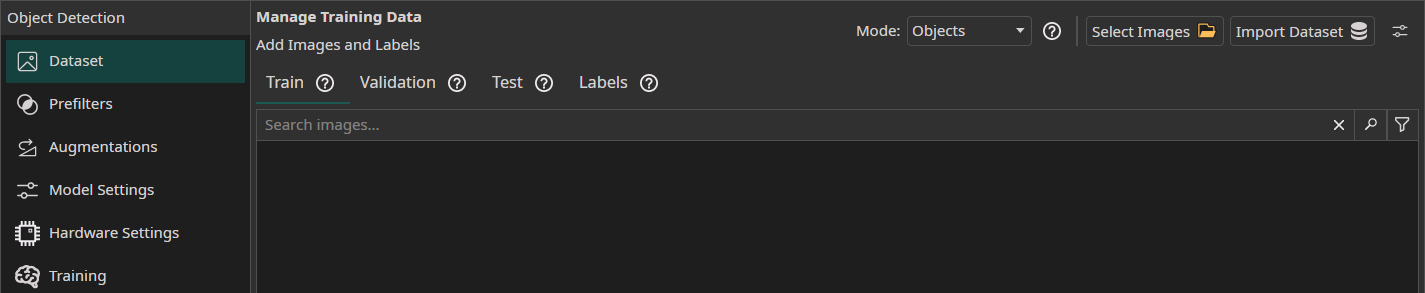 Object Detection
Dataset
Prefilters
Augmentations
Model Settings
Hardware Settings
Training
Manage Training Data
Add Images and Labels
Mode: Objects Select Images Import Dataset
Train Validation Test Labels
Search images...